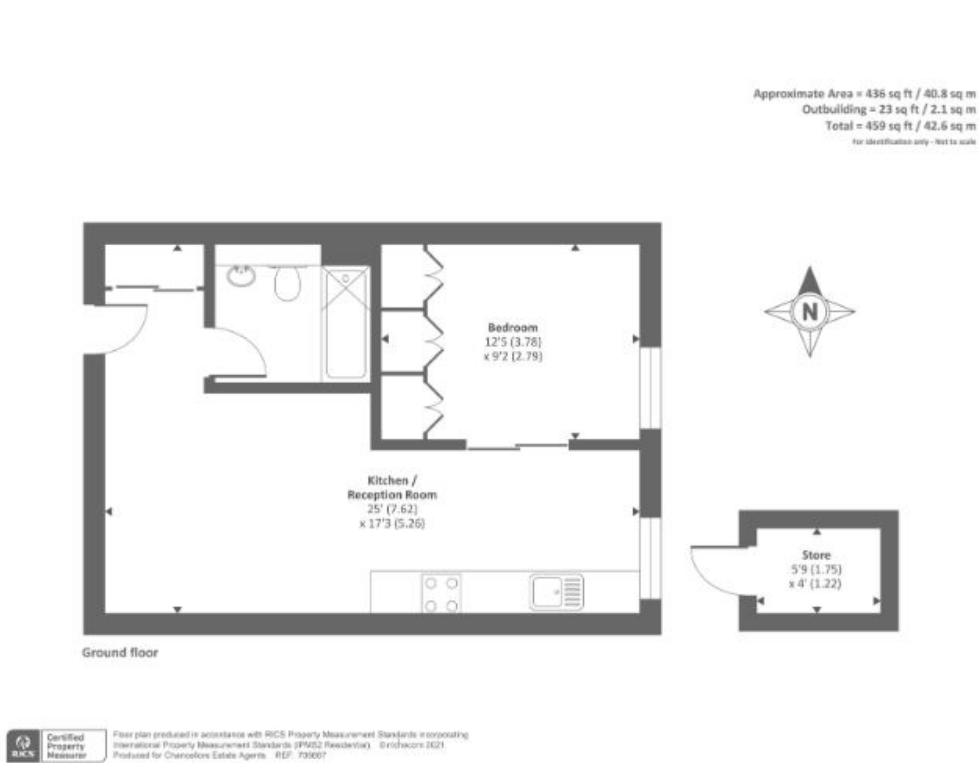 Approximate Area = 436 sq ft / 40.8 sq m
Outbuilding = 23 sq ft / 2.1 sq m
Total = 459 sq ft / 42.6 sq m
For identification only - Not to scale
N
Bedroom
12'5 (3.78)
x 9'2 (2.79)
Kitchen /
Reception Room
25' (7.62)
x 17'3 (5.26)
Store
5'9 (1.75)
x 4' (1.22)
Ground floor
RICS
Certified
Property
Measurer
Floor plan produced in accordance with RICS Property Measurement Standards incorporating
International Property Measurement Standards (IPMS2 Residential). © 2021.
Produced for Chancellors Estate Agents. REF: